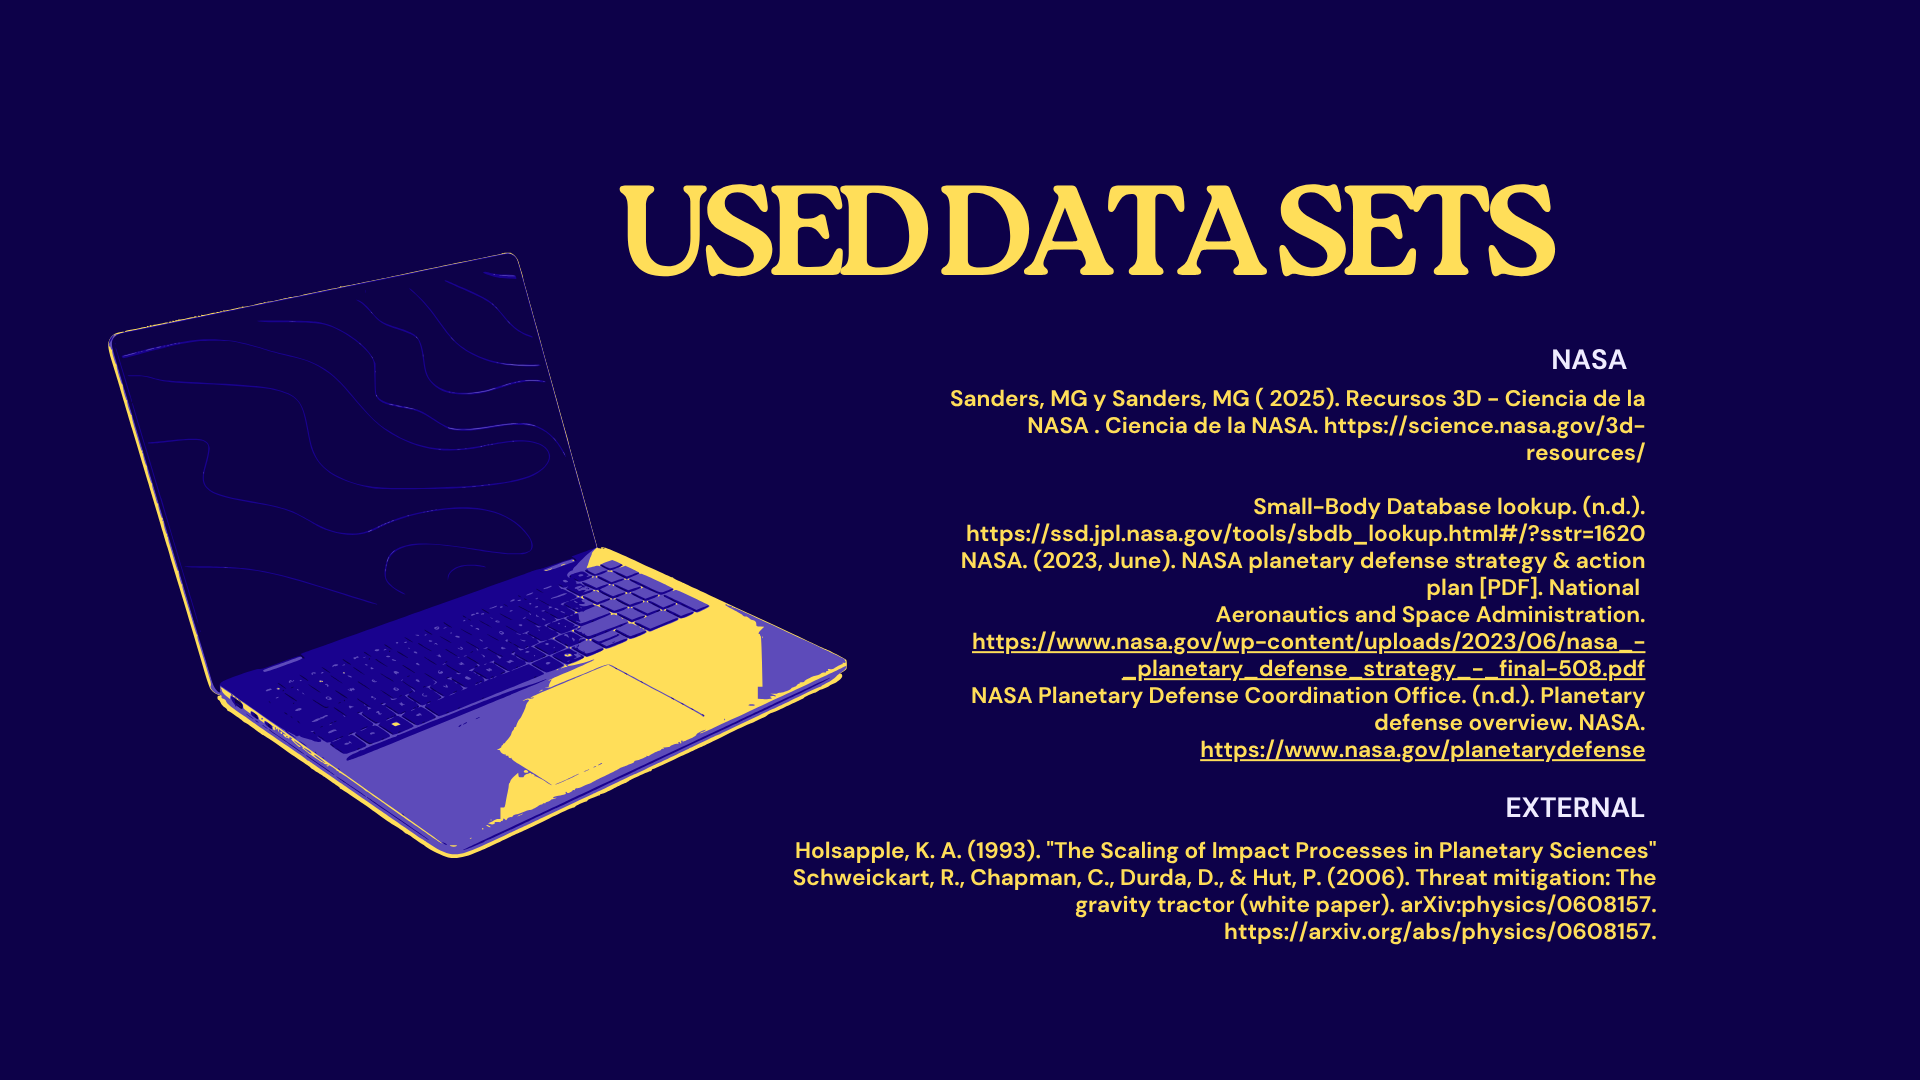 USED DATA SETS
NASA
Sanders, MG y Sanders, MG ( 2025). Recursos 3D - Ciencia de la
NASA . Ciencia de la NASA. https://science.nasa.gov/3d-
resources/
Small-Body Database lookup. (n.d.).
https://ssd.jpl.nasa.gov/tools/sbdb_lookup.html#/?sstr=1620
NASA. (2023, June). NASA planetary defense strategy & action
plan [PDF]. National
Aeronautics and Space Administration.
https://www.nasa.gov/wp-content/uploads/2023/06/nasa_-
_planetary_defense_strategy_-_final-508.pdf
NASA Planetary Defense Coordination Office. (n.d.). Planetary
defense overview. NASA.
https://www.nasa.gov/planetarydefense
EXTERNAL
Holsapple, K. A. (1993). "The Scaling of Impact Processes in Planetary Sciences"
Schweickart, R., Chapman, C., Durda, D., & Hut, P. (2006). Threat mitigation: The
gravity tractor (white paper). arXiv:physics/0608157.
https://arxiv.org/abs/physics/0608157.